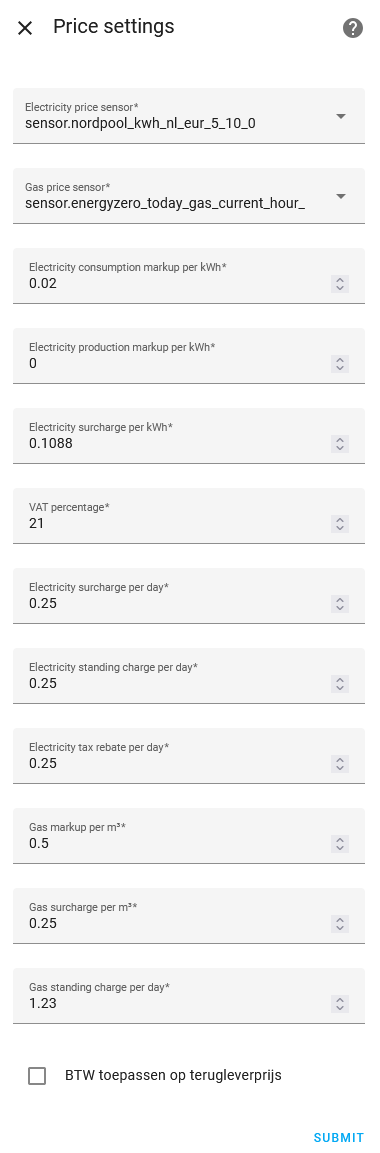 Price settings
Electricity price sensor*
sensor.nordpool_kwh_nl_eur_5_10_0
Gas price sensor*
sensor.energyzero_today_gas_current_hour_
Electricity consumption markup per kWh*
0.02
Electricity production markup per kWh*
0
Electricity surcharge per kWh*
0.1088
VAT percentage*
21
Electricity surcharge per day*
0.25
Electricity standing charge per day*
0.25
Electricity tax rebate per day*
0.25
Gas markup per m³*
0.5
Gas surcharge per m³*
0.25
Gas standing charge per day*
1.23
BTW toepassen op terugleverprijs
SUBMIT